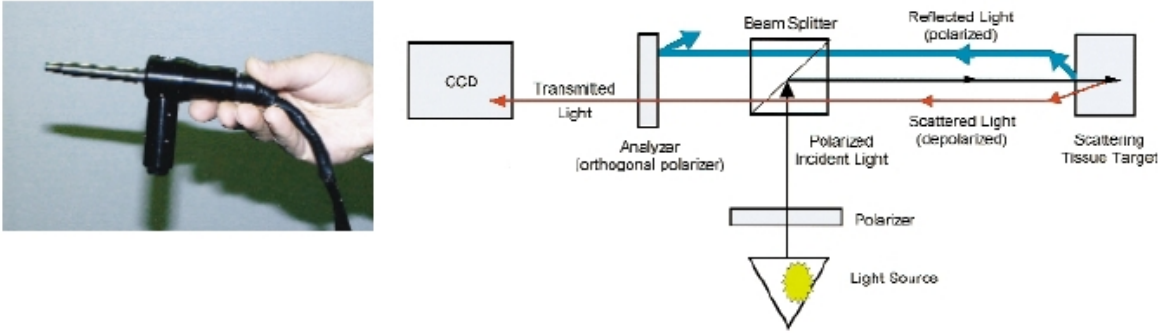 Beam Splitter
Reflected Light
(polarized)
CCD
Transmitted
Light
Analyzer
(orthogonal polarizer)
Polarized
Incident Light
Scattered Light
(depolarized)
Scattering
Tissue Target
Polarizer
Light Source